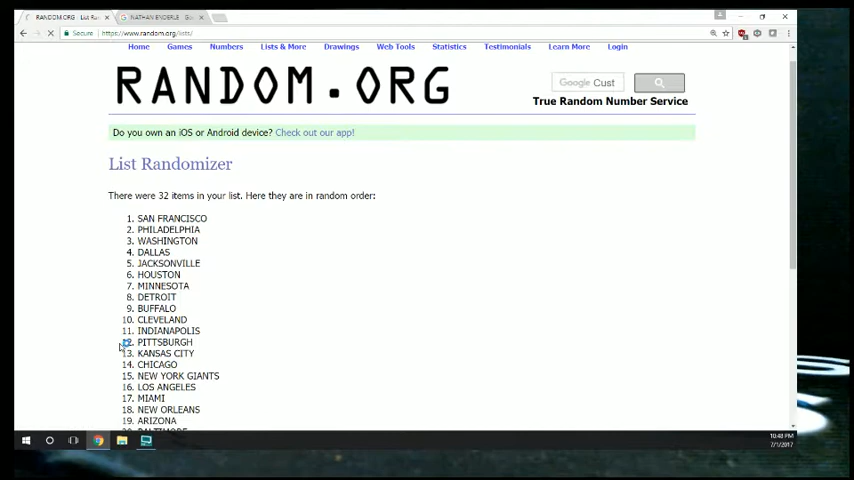 RANDOM.ORG - List Ra
NATHAN ENDERLE - Go
Secure https://www.random.org/lists/
Home Games Numbers Lists & More Drawings Web Tools Statistics Testimonials Learn More Login
RANDOM.ORG
Google Cust
True Random Number Service
Do you own an iOS or Android device? Check out our app!
List Randomizer
There were 32 items in your list. Here they are in random order:
1. SAN FRANCISCO
2. PHILADELPHIA
3. WASHINGTON
4. DALLAS
5. JACKSONVILLE
6. HOUSTON
7. MINNESOTA
8. DETROIT
9. BUFFALO
10. CLEVELAND
11. INDIANAPOLIS
12. PITTSBURGH
13. KANSAS CITY
14. CHICAGO
15. NEW YORK GIANTS
16. LOS ANGELES
17. MIAMI
18. NEW ORLEANS
19. ARIZONA
20. BALTIMORE
10:48 PM
7/1/2017